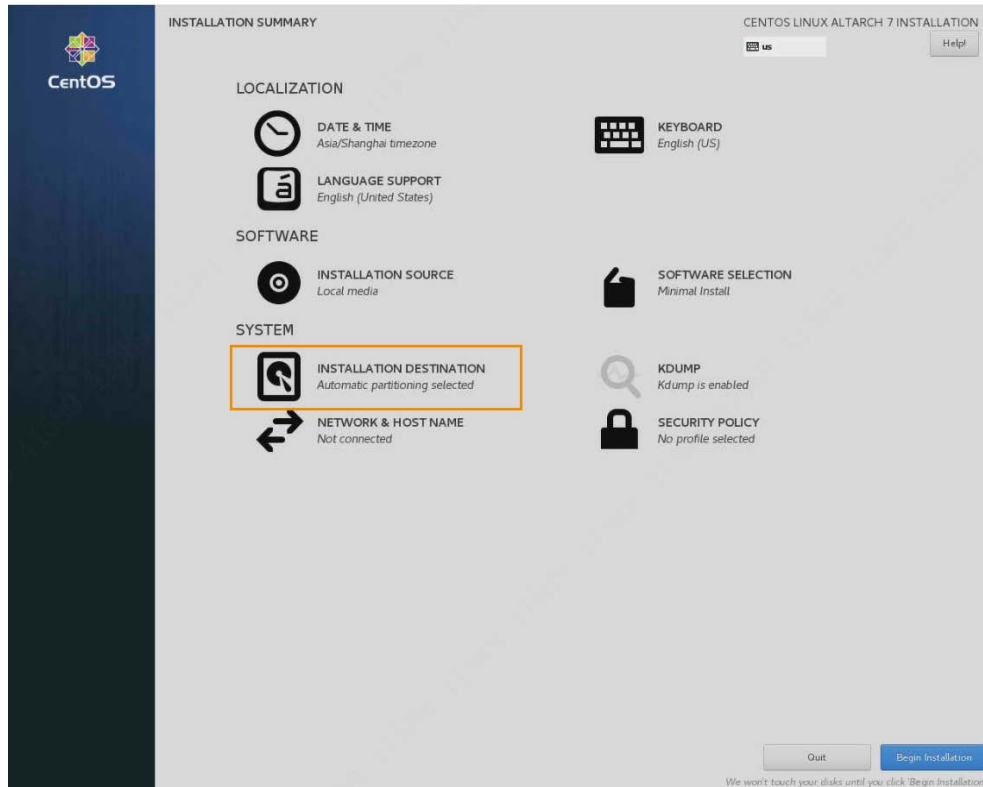 INSTALLATION SUMMARY
CENTOS LINUX ALTARCH 7 INSTALLATION
us
Help!
CentOS
LOCALIZATION
DATE & TIME
Asia/Shanghai timezone
KEYBOARD
English (US)
á
LANGUAGE SUPPORT
English (United States)
SOFTWARE
INSTALLATION SOURCE
Local media
SOFTWARE SELECTION
Minimal Install
SYSTEM
INSTALLATION DESTINATION
Automatic partitioning selected
KDUMP
Kdump is enabled
NETWORK & HOST NAME
Not connected
SECURITY POLICY
No profile selected
Quit
Begin Installation
We won't touch your disks until you click 'Begin Installation